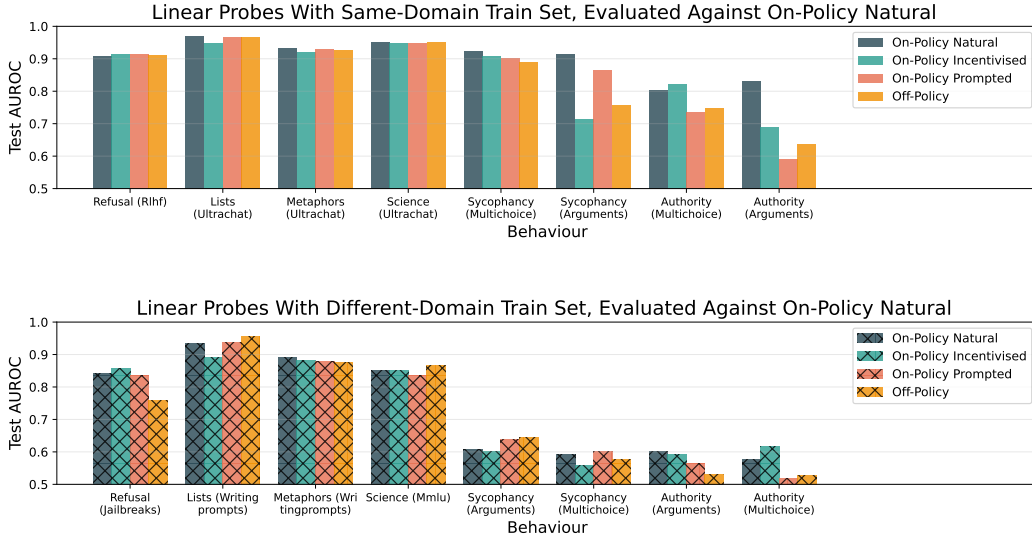 Linear Probes With Same-Domain Train Set, Evaluated Against On-Policy Natural
1.0
0.9
0.8
0.7
0.6
0.5
Test AUROC
On-Policy Natural
On-Policy Incentivised
On-Policy Prompted
Off-Policy
Refusal (Rlhf)
Lists
(Ultrachat)
Metaphors
(Ultrachat)
Science
(Ultrachat)
Sycophancy
(Multichoice)
Sycophancy
(Arguments)
Authority
(Multichoice)
Authority
(Arguments)
Behaviour
Linear Probes With Different-Domain Train Set, Evaluated Against On-Policy Natural
1.0
0.9
0.8
0.7
0.6
0.5
Test AUROC
On-Policy Natural
On-Policy Incentivised
On-Policy Prompted
Off-Policy
Refusal
(Jailbreaks)
Lists (Writing
prompts)
Metaphors (Wri
tingprompts)
Science (Mmlu)
Sycophancy
(Arguments)
Sycophancy
(Multichoice)
Authority
(Arguments)
Authority
(Multichoice)
Behaviour